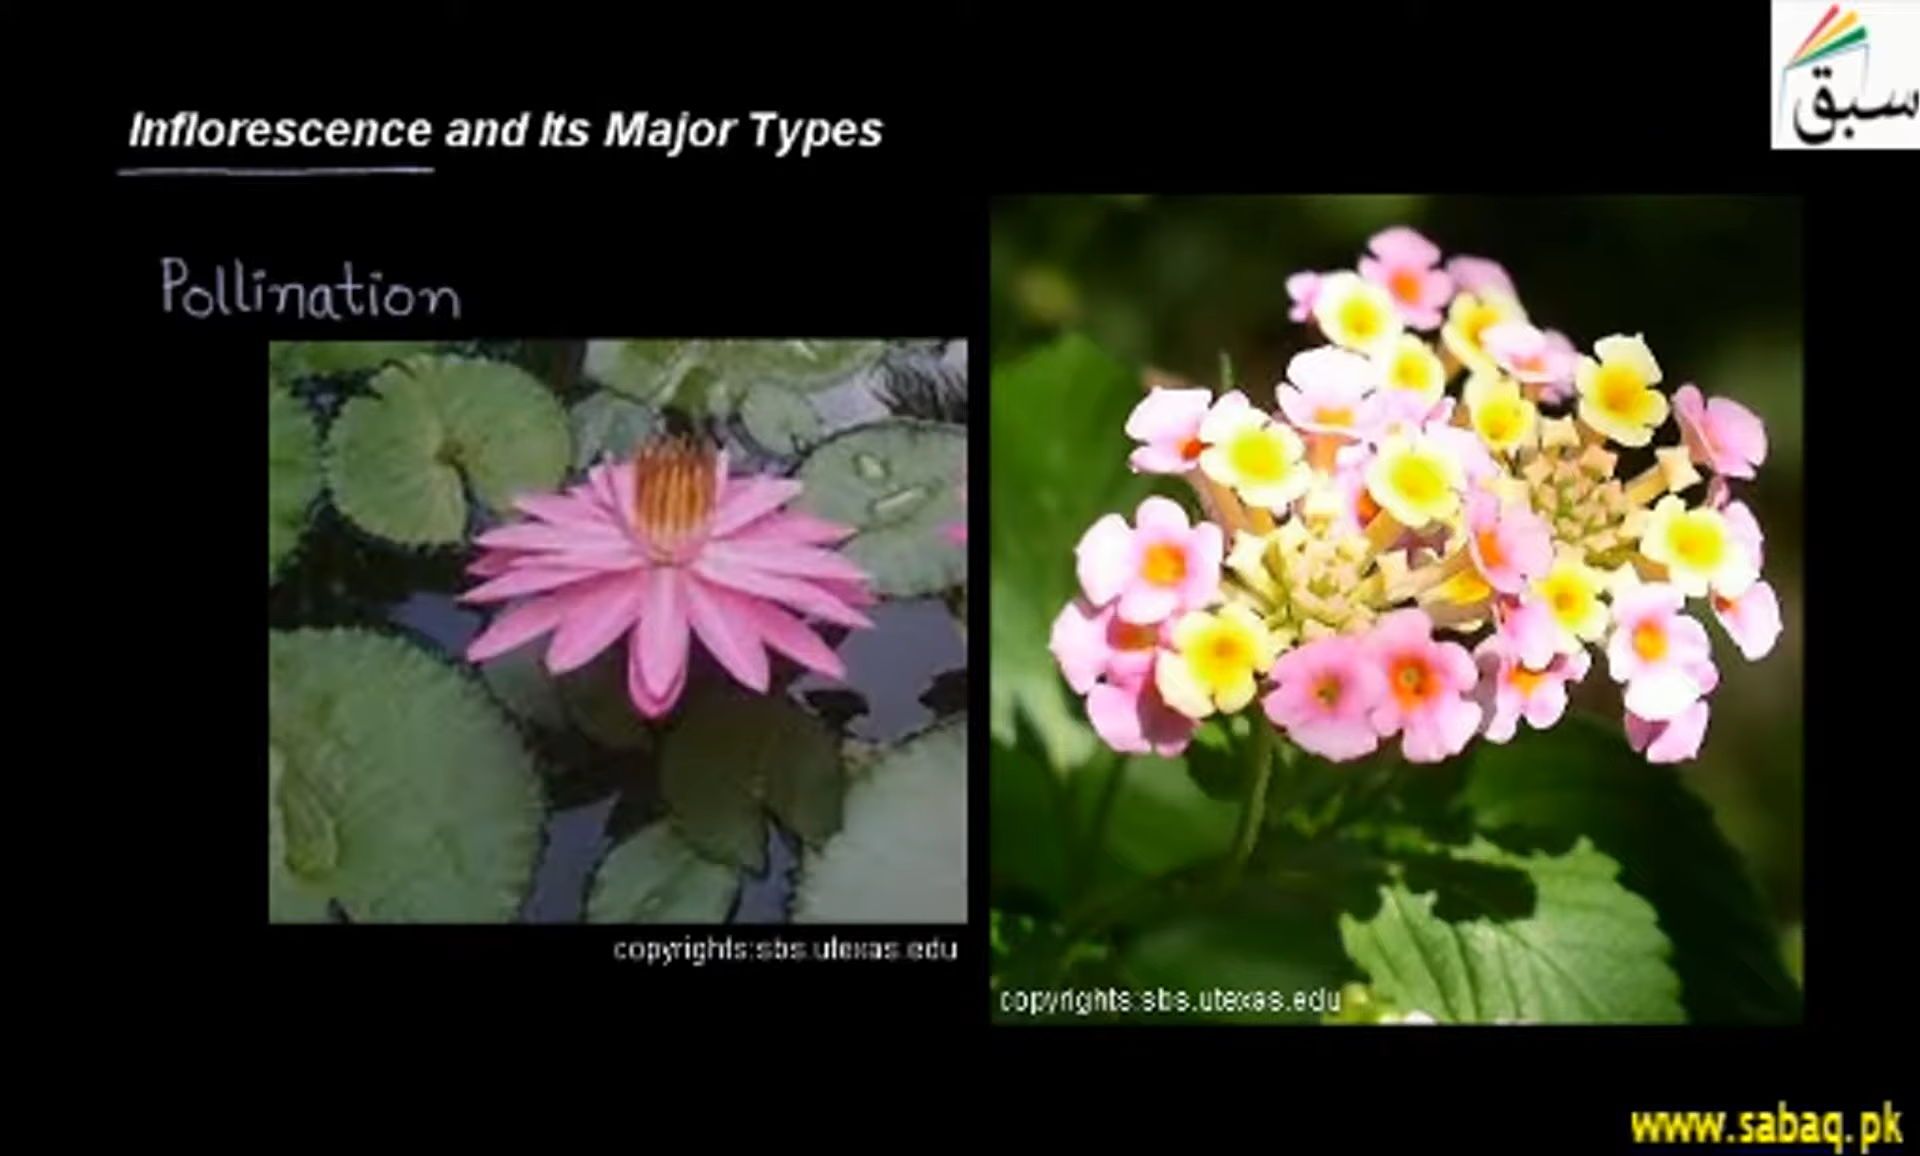 سبق
Inflorescence and Its Major Types
Pollination
copyrights:sbs.utexas.edu
copyrights:sbs.utexas.edu
www.sabaq.pk